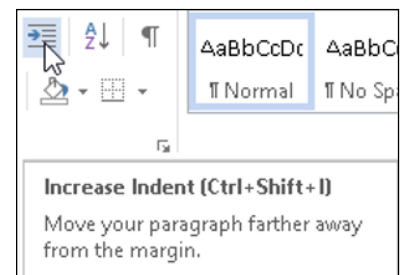 A
Z
¶
AaBbCcDc AaBbC
¶ Normal ¶ No Spa
Increase Indent (Ctrl+Shift+I)
Move your paragraph farther away
from the margin.